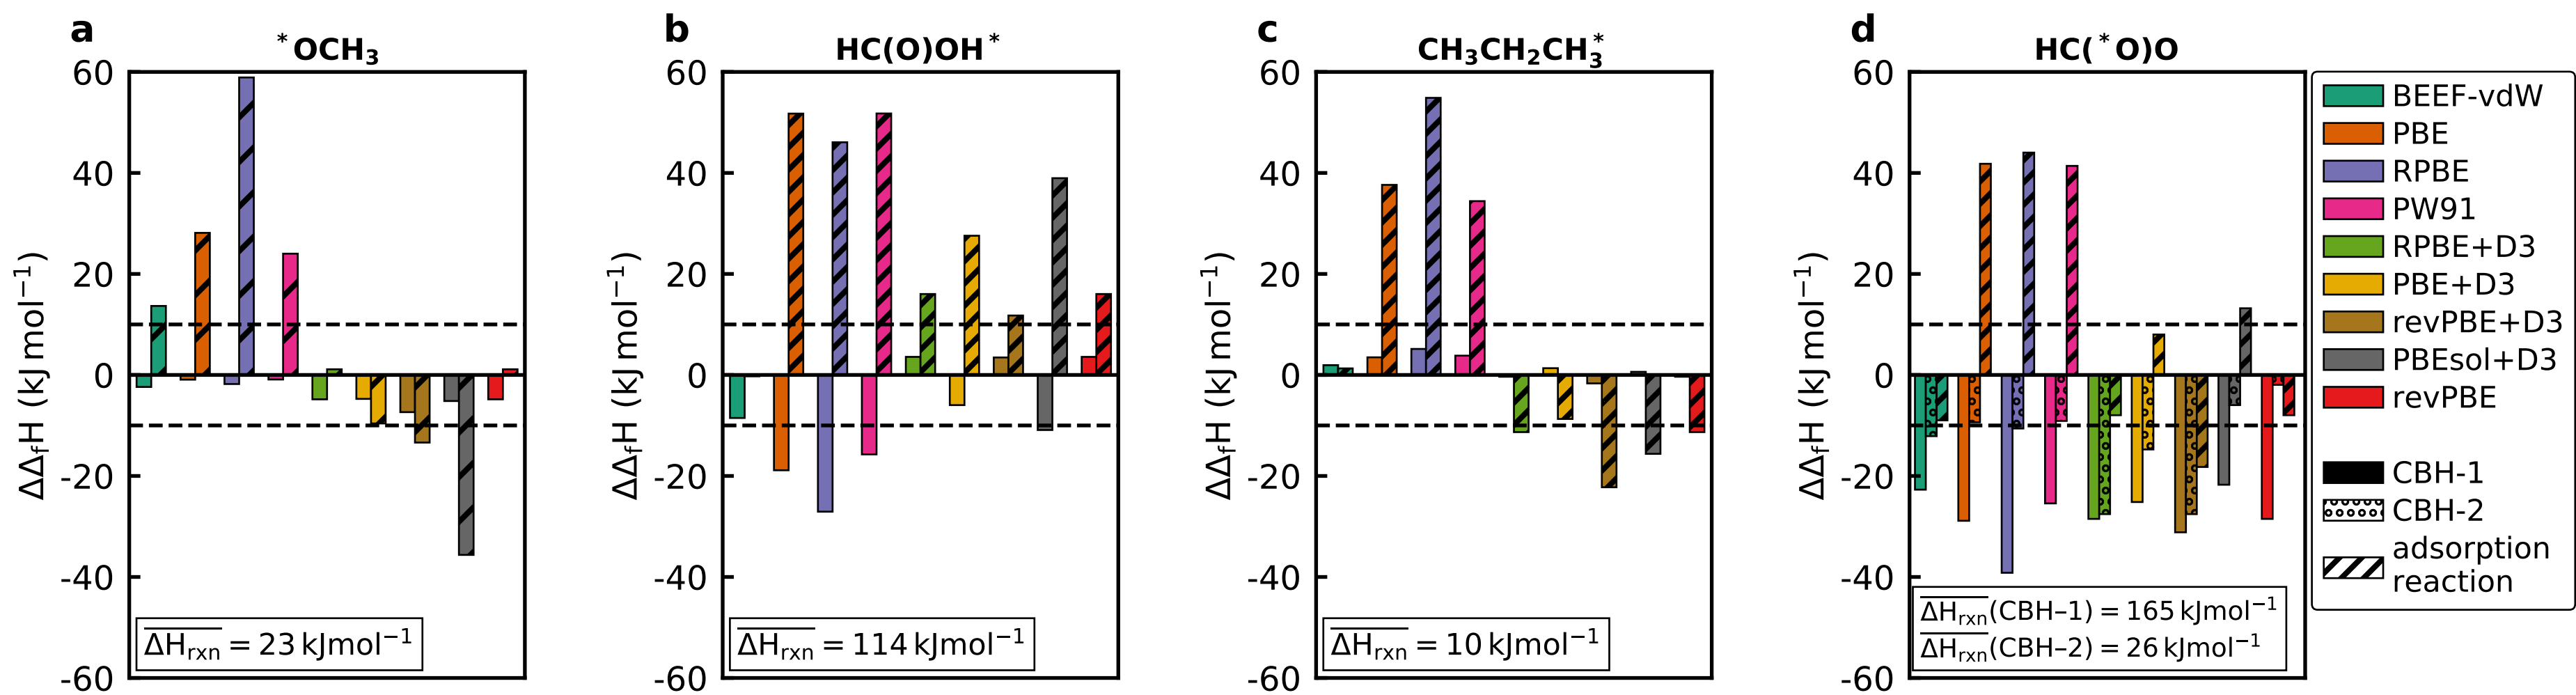 a
*OCH₃
60
40
20
0
-20
-40
-60
ΔΔfH (kJ mol⁻¹)
ΔHrxn = 23 kJmol⁻¹
b
HC(O)OH*
60
40
20
0
-20
-40
-60
ΔΔfH (kJ mol⁻¹)
ΔHrxn = 114 kJmol⁻¹
c
CH₃CH₂CH₃*
60
40
20
0
-20
-40
-60
ΔΔfH (kJ mol⁻¹)
ΔHrxn = 10 kJmol⁻¹
d
HC(*O)O
60
40
20
0
-20
-40
-60
ΔΔfH (kJ mol⁻¹)
ΔHrxn(CBH–1) = 165 kJmol⁻¹
ΔHrxn(CBH–2) = 26 kJmol⁻¹
BEEF-vdW
PBE
RPBE
PW91
RPBE+D3
PBE+D3
revPBE+D3
PBEsol+D3
revPBE
CBH-1
CBH-2
adsorption
reaction